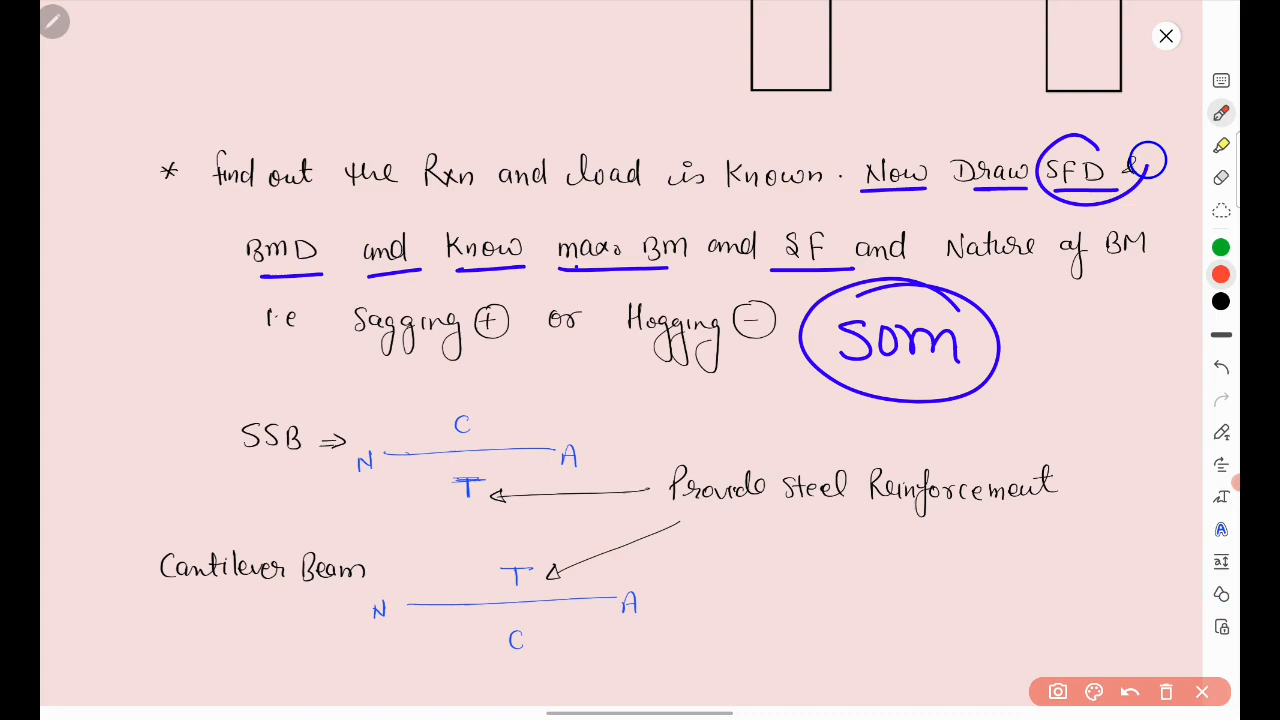 * find out the Rxn and load is known. Now Draw SFD &
BMD and know max. BM and SF and Nature of BM
i.e Sagging + or Hogging -
SOM
SSB ⇒
C
N A
T
Provide Steel Reinforcement
Cantilever Beam
T
N A
C